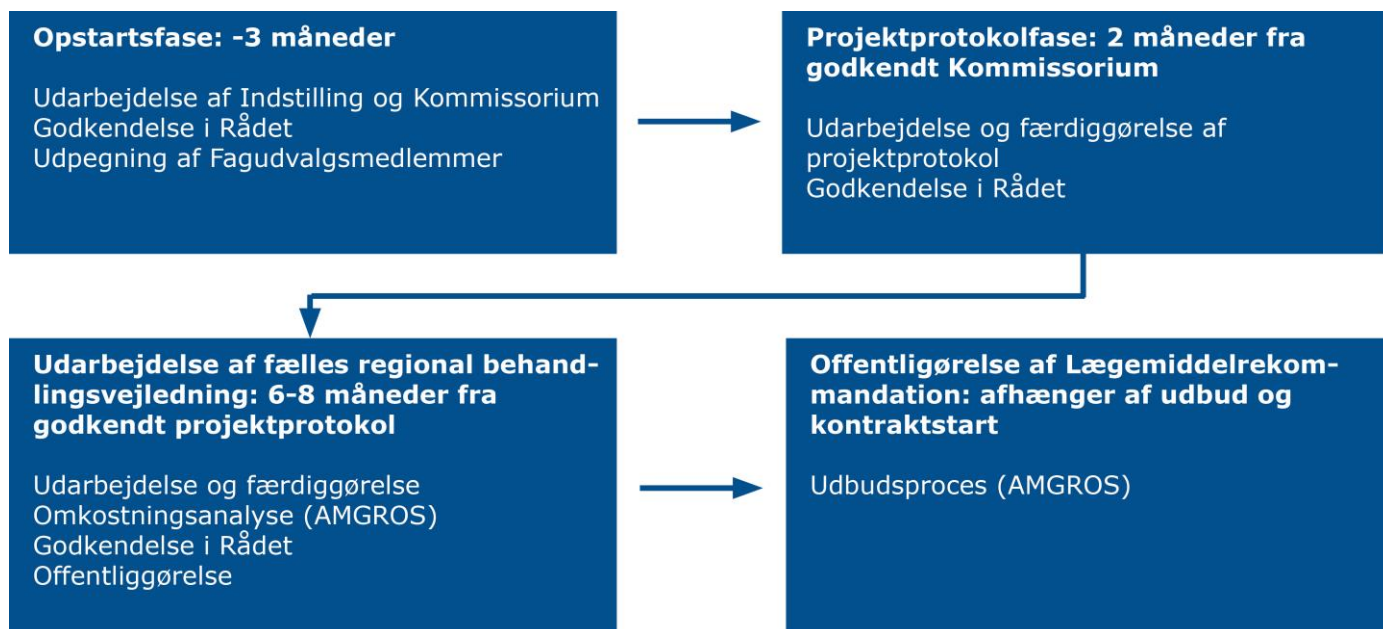 Opstartsfase: -3 måneder
Udarbejdelse af Indstilling og Kommissorium
Godkendelse i Rådet
Udpegning af Fagudvalgsmedlemmer
Projektprotokolfase: 2 måneder fra
godkendt Kommissorium
Udarbejdelse og færdiggørelse af
projektprotokol
Godkendelse i Rådet
Udarbejdelse af fælles regional behand-
lingsvejledning: 6-8 måneder fra
godkendt projektprotokol
Udarbejdelse og færdiggørelse
Omkostningsanalyse (AMGROS)
Godkendelse i Rådet
Offentliggørelse
Offentligørelse af Lægemiddelrekom-
mandation: afhænger af udbud og
kontraktstart
Udbudsproces (AMGROS)